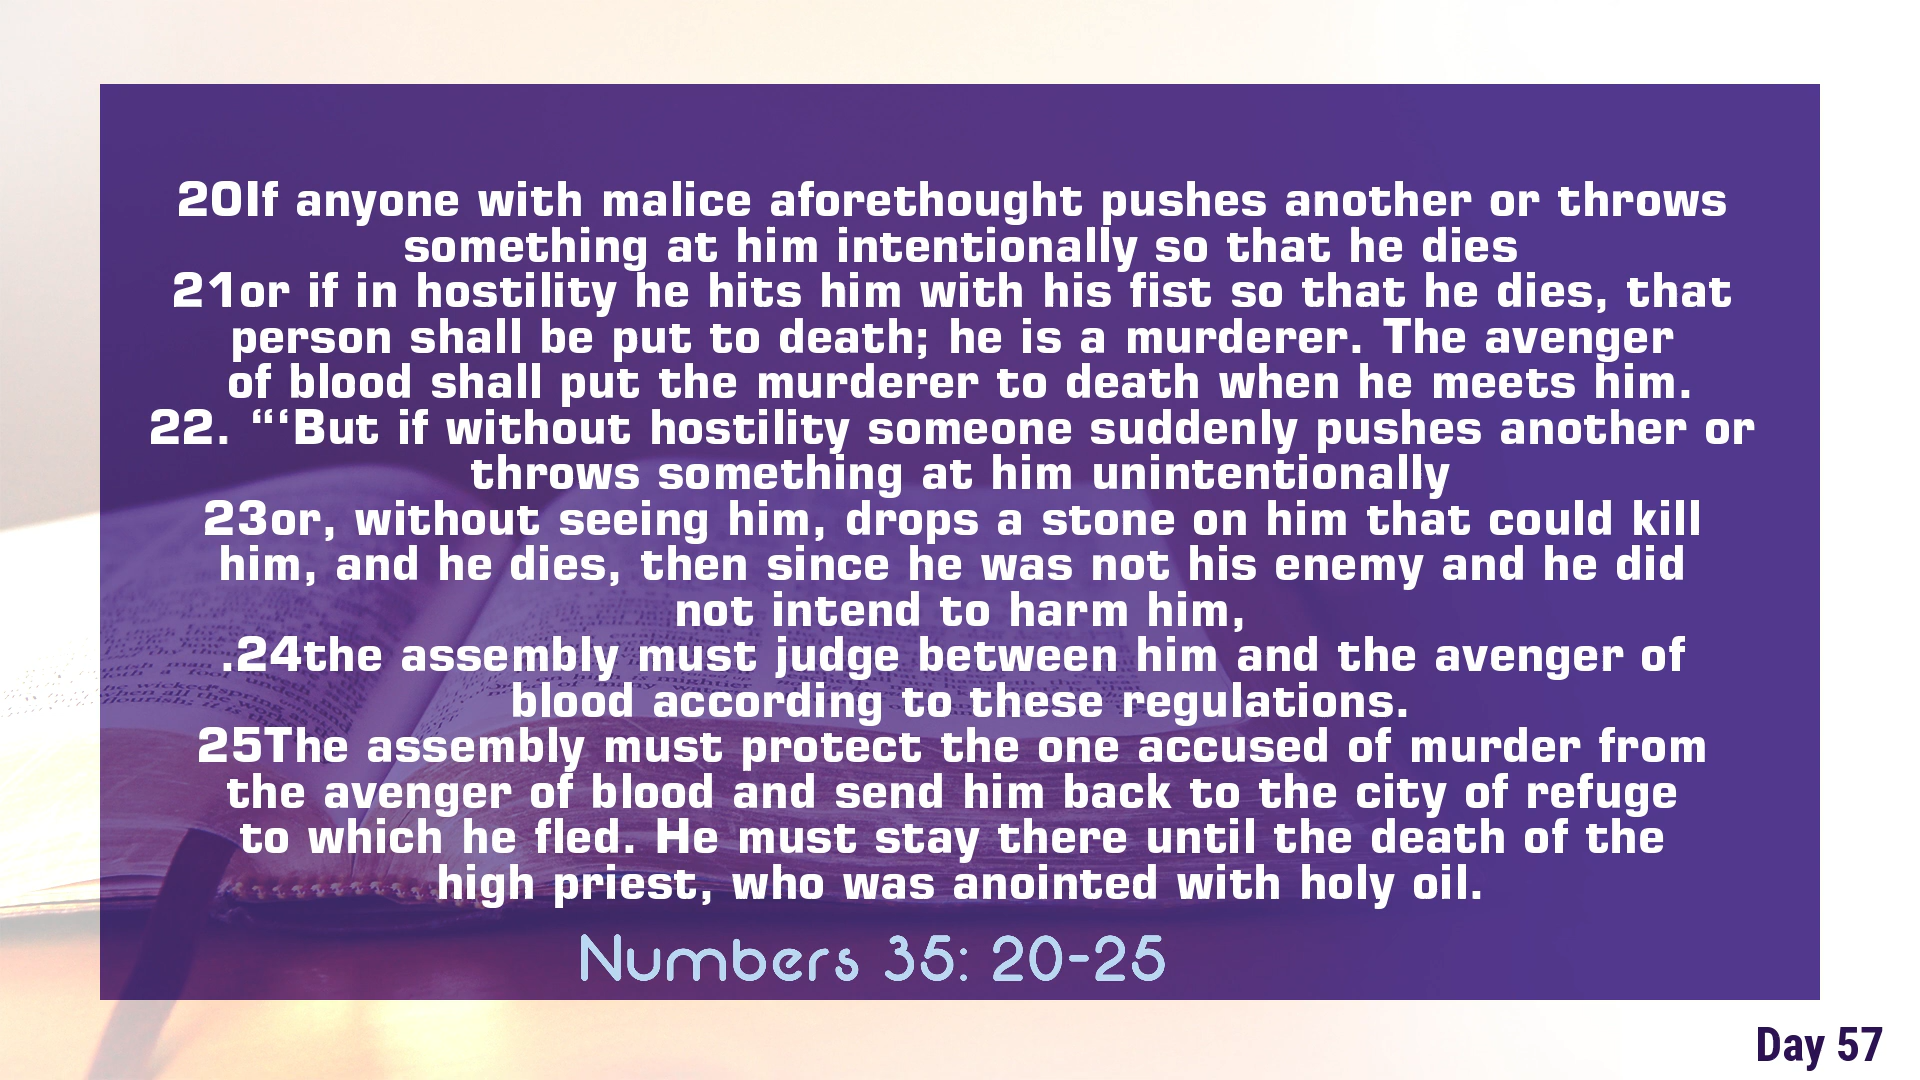 20If anyone with malice aforethought pushes another or throws
something at him intentionally so that he dies
21or if in hostility he hits him with his fist so that he dies, that
person shall be put to death; he is a murderer. The avenger
of blood shall put the murderer to death when he meets him.
22. “‘But if without hostility someone suddenly pushes another or
throws something at him unintentionally
23or, without seeing him, drops a stone on him that could kill
him, and he dies, then since he was not his enemy and he did
not intend to harm him,
.24the assembly must judge between him and the avenger of
blood according to these regulations.
25The assembly must protect the one accused of murder from
the avenger of blood and send him back to the city of refuge
to which he fled. He must stay there until the death of the
high priest, who was anointed with holy oil.
Numbers 35: 20-25
Day 57